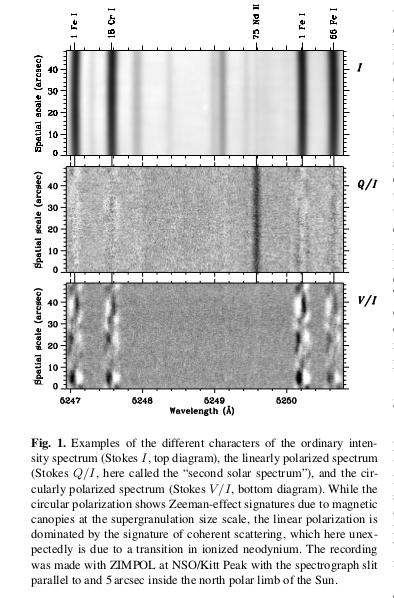 1 Fe I
18 Cr I
75 Nd II
1 Fe I
66 Fe I
Spatial scale (arcsec)
40
30
20
10
0
I
Spatial scale (arcsec)
40
30
20
10
0
Q/I
Spatial scale (arcsec)
40
30
20
10
0
V/I
5247
5248
5249
5250
Wavelength (Å)
Fig. 1. Examples of the different characters of the ordinary inten-
sity spectrum (Stokes I, top diagram), the linearly polarized spectrum
(Stokes Q/I, here called the “second solar spectrum”), and the cir-
cularly polarized spectrum (Stokes V/I, bottom diagram). While the
circular polarization shows Zeeman-effect signatures due to magnetic
canopies at the supergranulation size scale, the linear polarization is
dominated by the signature of coherent scattering, which here unex-
pectedly is due to a transition in ionized neodynium. The recording
was made with ZIMPOL at NSO/Kitt Peak with the spectrograph slit
parallel to and 5 arcsec inside the north polar limb of the Sun.